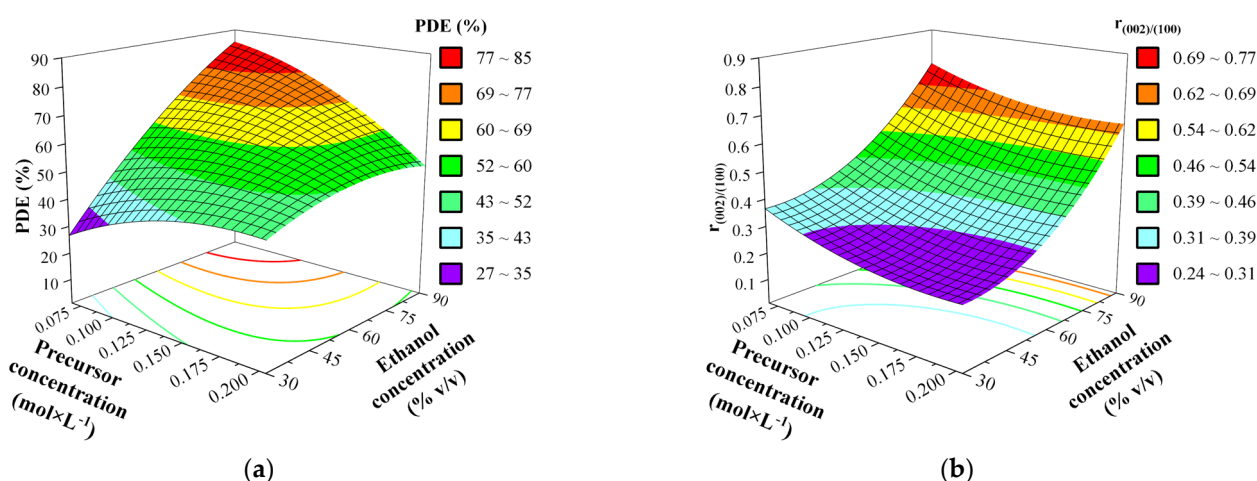 PDE (%)
77 ~ 85
69 ~ 77
60 ~ 69
52 ~ 60
43 ~ 52
35 ~ 43
27 ~ 35
90
80
70
60
50
40
30
20
10
PDE (%)
0.075
0.100
0.125
0.150
0.175
0.200
Precursor
concentration
(mol×L⁻¹)
30
45
60
75
90
Ethanol
concentration
(% v/v)
(a)
r(002)/(100)
0.69 ~ 0.77
0.62 ~ 0.69
0.54 ~ 0.62
0.46 ~ 0.54
0.39 ~ 0.46
0.31 ~ 0.39
0.24 ~ 0.31
0.9
0.8
0.7
0.6
0.5
0.4
0.3
0.2
0.1
r(002)/(100)
0.075
0.100
0.125
0.150
0.175
0.200
Precursor
concentration
(mol×L⁻¹)
30
45
60
75
90
Ethanol
concentration
(% v/v)
(b)